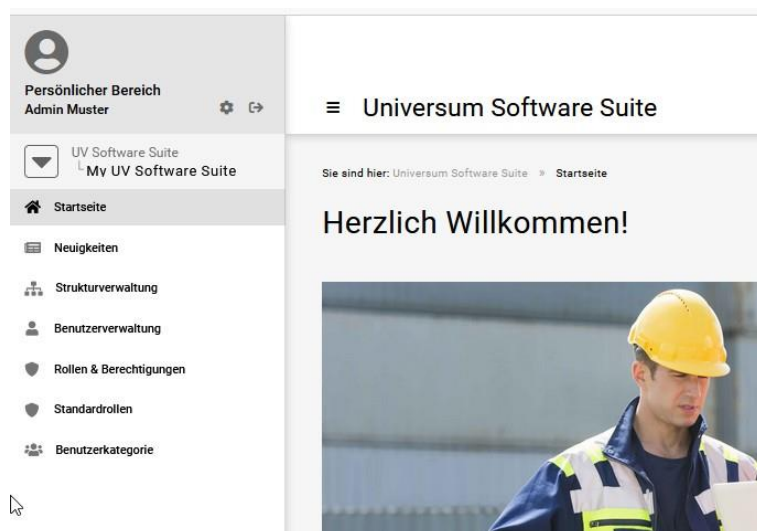 Persönlicher Bereich
Admin Muster
UV Software Suite
My UV Software Suite
Startseite
Neuigkeiten
Strukturverwaltung
Benutzerverwaltung
Rollen & Berechtigungen
Standardrollen
Benutzerkategorie
Universum Software Suite
Sie sind hier: Universum Software Suite » Startseite
Herzlich Willkommen!